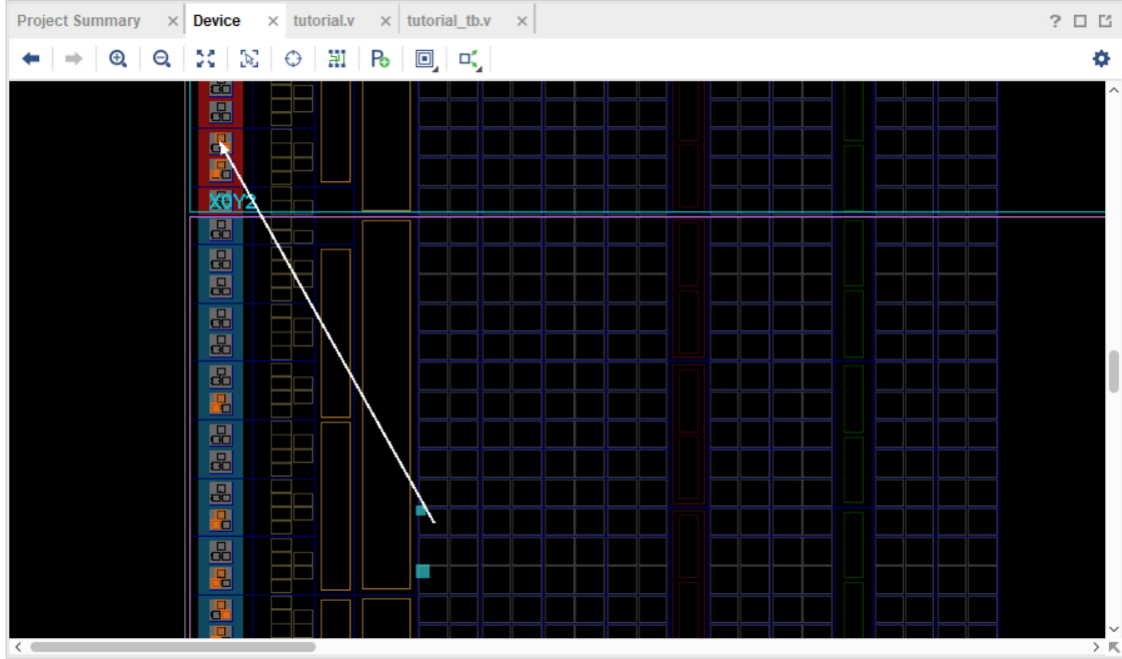 Project Summary × Device × tutorial.v × tutorial_tb.v ×
X0Y2